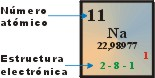 Número
atómico
11
Na
22,98977
1
Estructura
electrónica
2 - 8 - 1